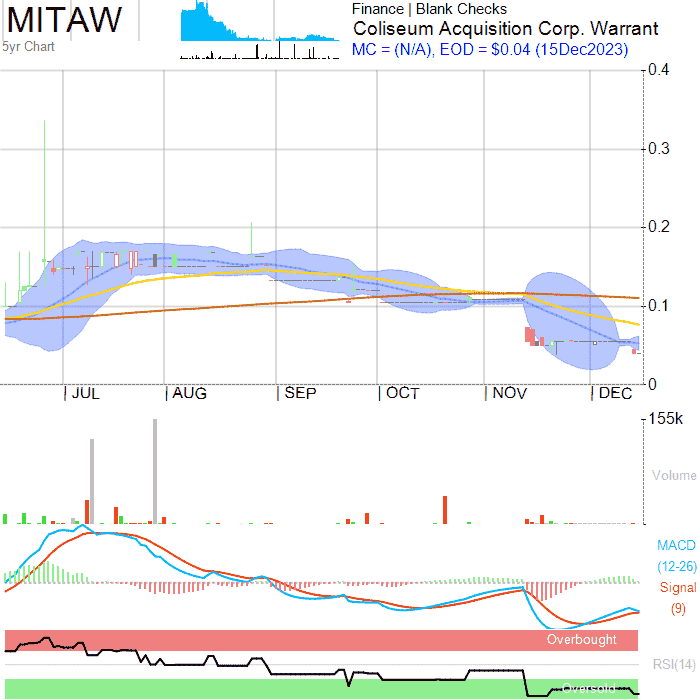 MITAW
5yr Chart
Finance | Blank Checks
Coliseum Acquisition Corp. Warrant
MC = (N/A), EOD = $0.04 (15Dec2023)
0.4
0.3
0.2
0.1
0
| JUL | AUG | SEP | OCT | NOV | DEC
155k
Volume
MACD
(12-26)
Signal
(9)
Overbought
RSI(14)
Oversold